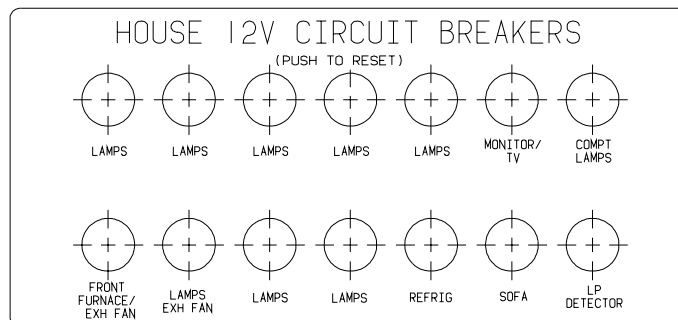 HOUSE 12V CIRCUIT BREAKERS
(PUSH TO RESET)
LAMPS
LAMPS
LAMPS
LAMPS
LAMPS
MONITOR/
TV
COMPT
LAMPS
FRONT
FURNACE/
EXH FAN
LAMPS
EXH FAN
LAMPS
LAMPS
REFRIG
SOFA
LP
DETECTOR